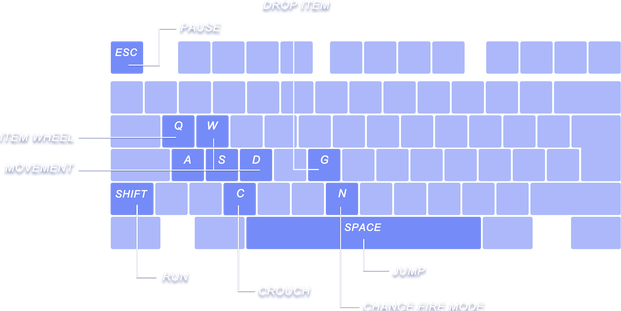 DROP ITEM
PAUSE
ESC
Q W
ITEM WHEEL
A S D G
MOVEMENT
SHIFT C N
SPACE
JUMP
RUN
CROUCH
CHANGE FIRE MODE